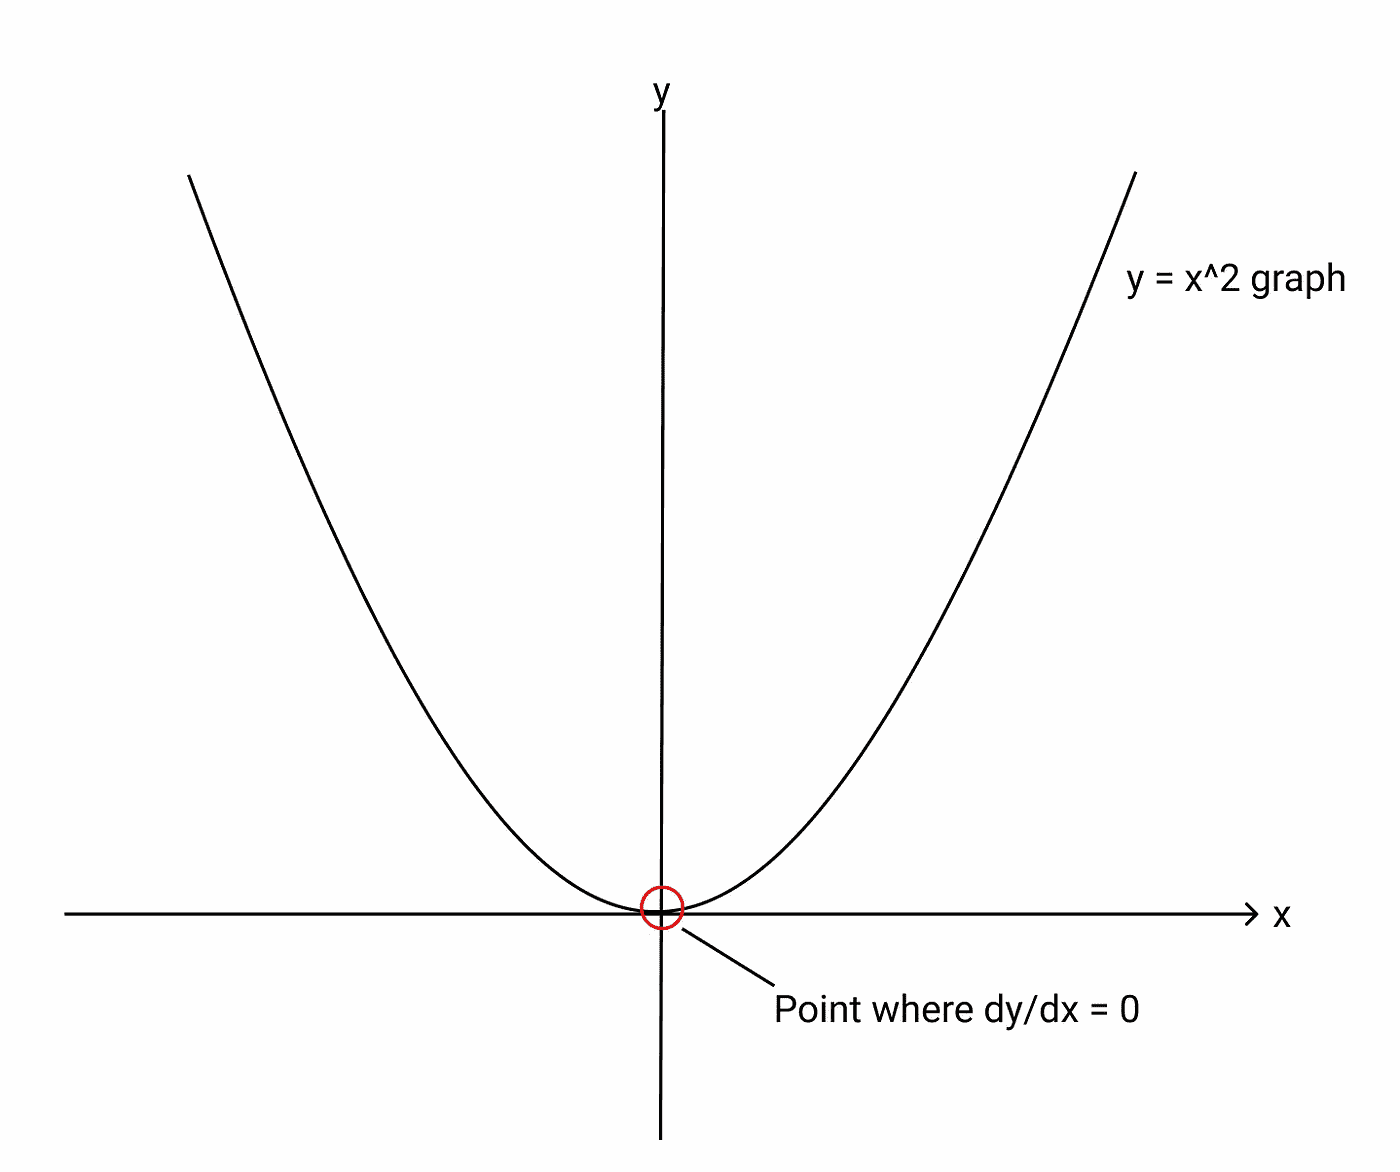 y
y = x^2 graph
x
Point where dy/dx = 0